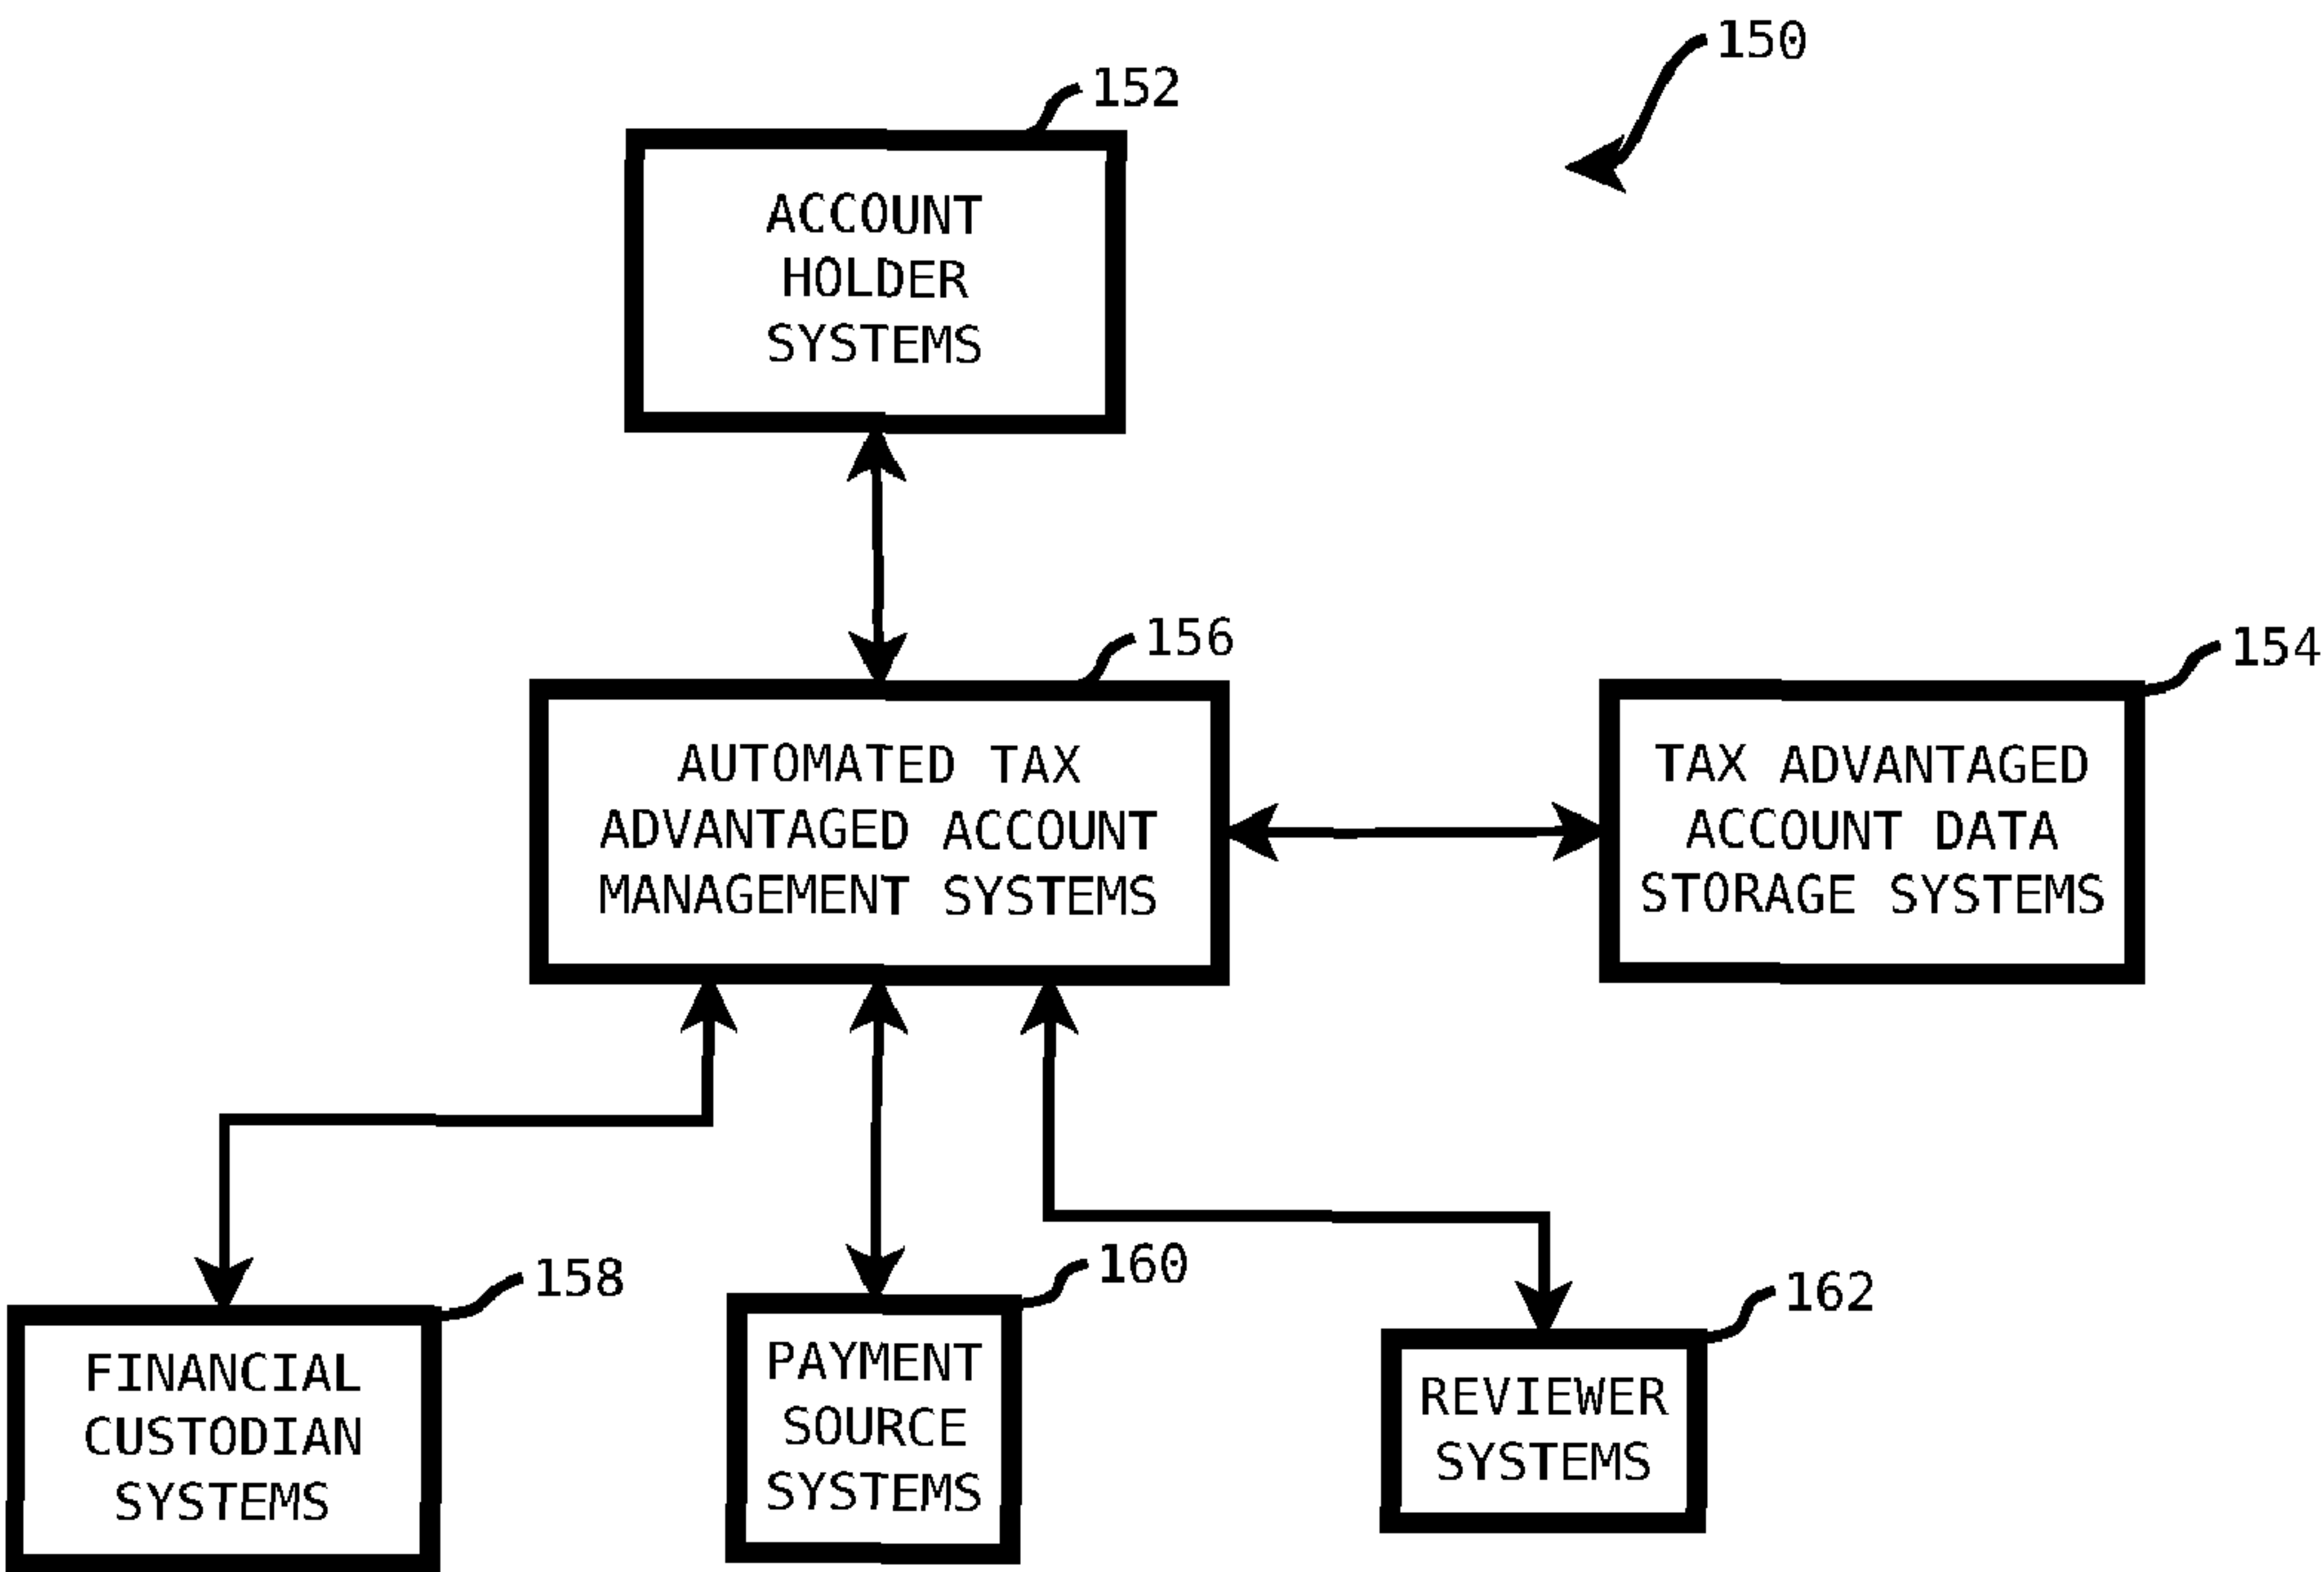 150
152
ACCOUNT
HOLDER
SYSTEMS
156
154
AUTOMATED TAX
ADVANTAGED ACCOUNT
MANAGEMENT SYSTEMS
TAX ADVANTAGED
ACCOUNT DATA
STORAGE SYSTEMS
158
FINANCIAL
CUSTODIAN
SYSTEMS
160
PAYMENT
SOURCE
SYSTEMS
162
REVIEWER
SYSTEMS